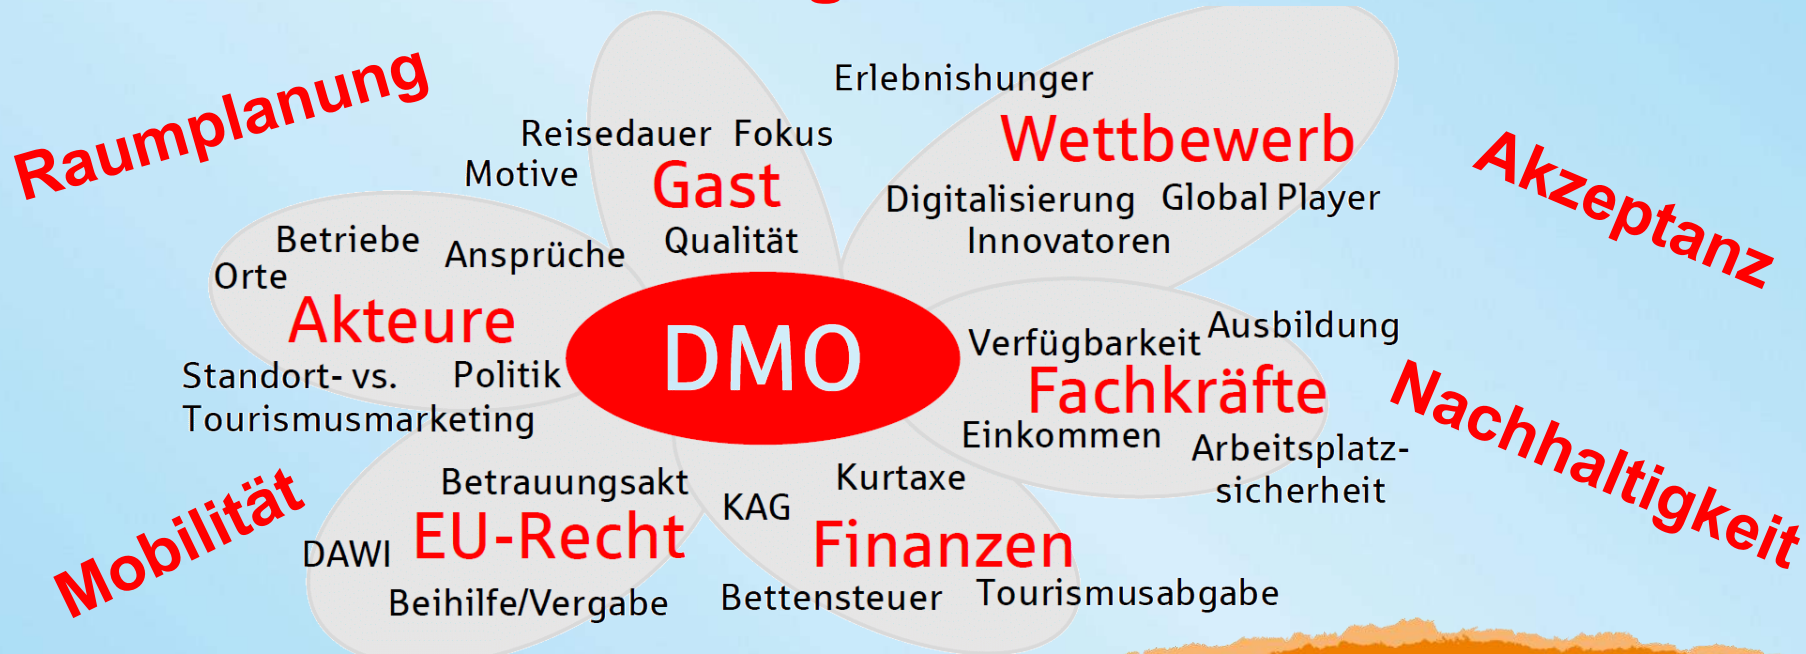 Raumplanung
Erlebnishunger
Reisedauer Fokus
Motive
Gast
Qualität
Wettbewerb
Digitalisierung Global Player
Innovatoren
Akzeptanz
Betriebe Ansprüche
Orte
Akteure
Standort- vs. Politik
Tourismusmarketing
DMO
Verfügbarkeit Ausbildung
Fachkräfte
Einkommen Arbeitsplatz-
sicherheit
Nachhaltigkeit
Mobilität
Betrauungsakt
DAWI EU-Recht
Beihilfe/Vergabe
KAG Kurtaxe
Finanzen
Bettensteuer Tourismusabgabe